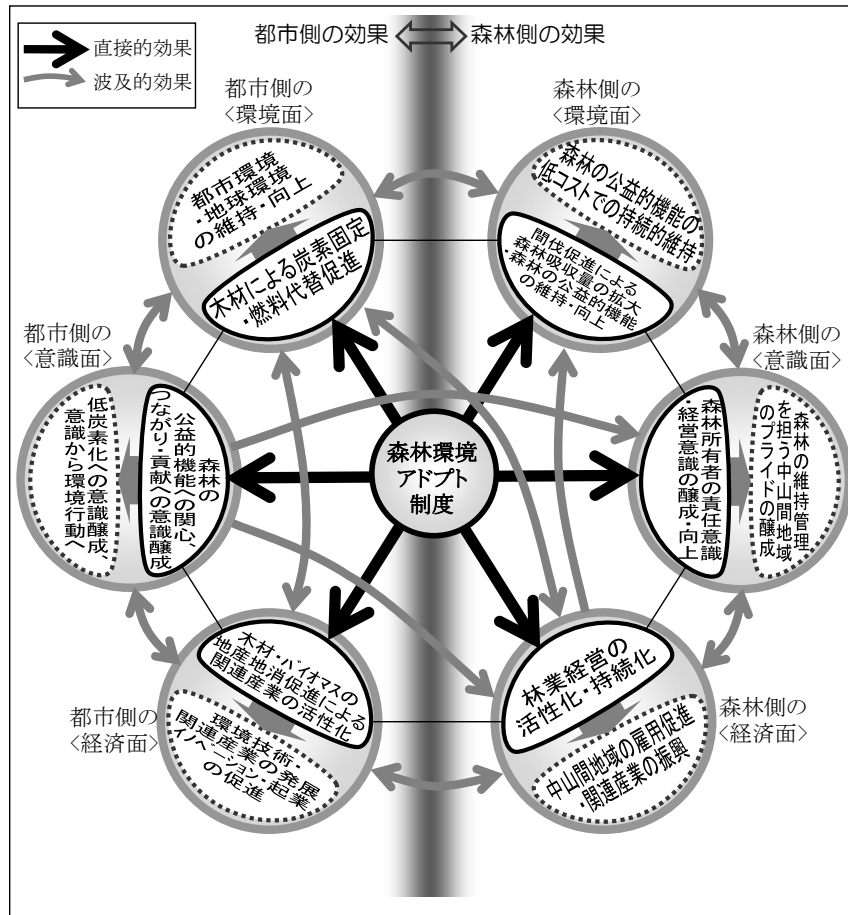 直接的効果
波及的効果
都市側の効果
森林側の効果
都市側の
<環境面>
都市環境
・地球環境
の維持・向上
木材による炭素固定
・燃料代替促進
森林側の
<環境面>
森林の公益的機能の
低コストでの持続的維持
間伐促進による
森林吸収量の拡大
森林の公益的機能
の維持・向上
都市側の
<意識面>
森林の
公益的機能への関心、
つながり・貢献への意識醸成
低炭素化への意識醸成、
意識から環境行動へ
森林環境
アドプト
制度
森林側の
<意識面>
森林所有者の責任意識
・経営意識の醸成・向上
森林の維持管理
を担う中山間地域
のプライドの醸成
都市側の
<経済面>
木材・バイオマスの
地産地消促進による
関連産業の活性化
環境技術・
関連産業の発展
イノベーション・起業
の促進
森林側の
<経済面>
林業経営の
活性化・持続化
中山間地域の雇用促進
・関連産業の振興